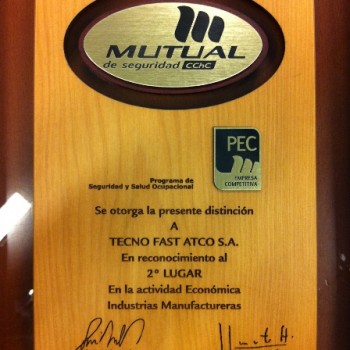 MUTUAL
de seguridad CChC
PEC
EMPRESA
COMPETITIVA
Programa de
Seguridad y Salud Ocupacional
Se otorga la presente distinción
A
TECNO FAST ATCO S.A.
En reconocimiento al
2° LUGAR
En la actividad Económica
Industrias Manufactureras